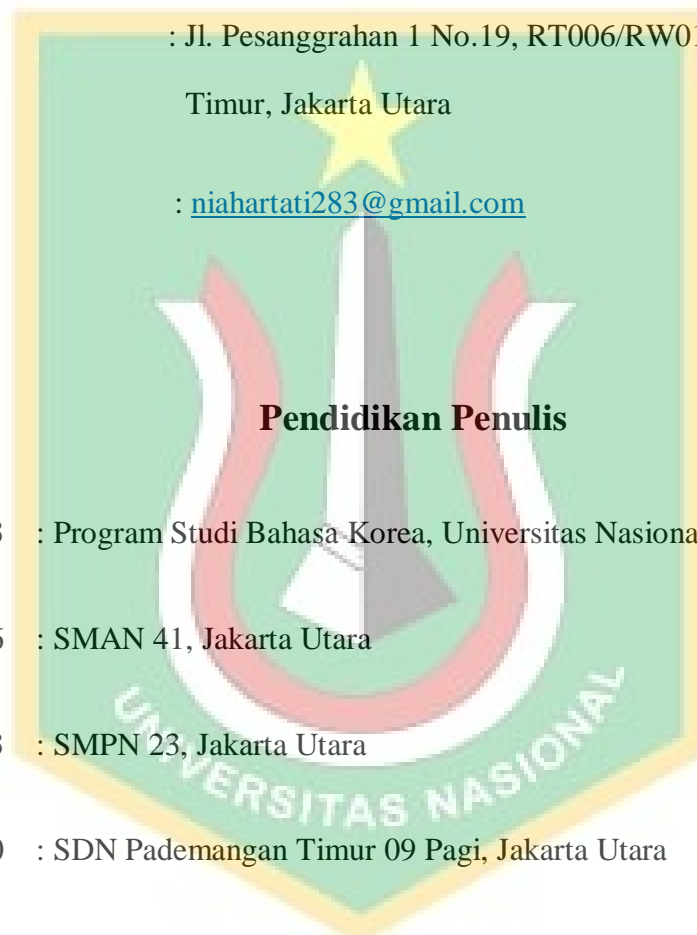 : Jl. Pesanggrahan 1 No.19, RT006/RW01
Timur, Jakarta Utara
: niahartati283@gmail.com
Pendidikan Penulis
: Program Studi Bahasa Korea, Universitas Nasiona
: SMAN 41, Jakarta Utara
: SMPN 23, Jakarta Utara
: SDN Pademangan Timur 09 Pagi, Jakarta Utara
UNIVERSITAS NASIONAL